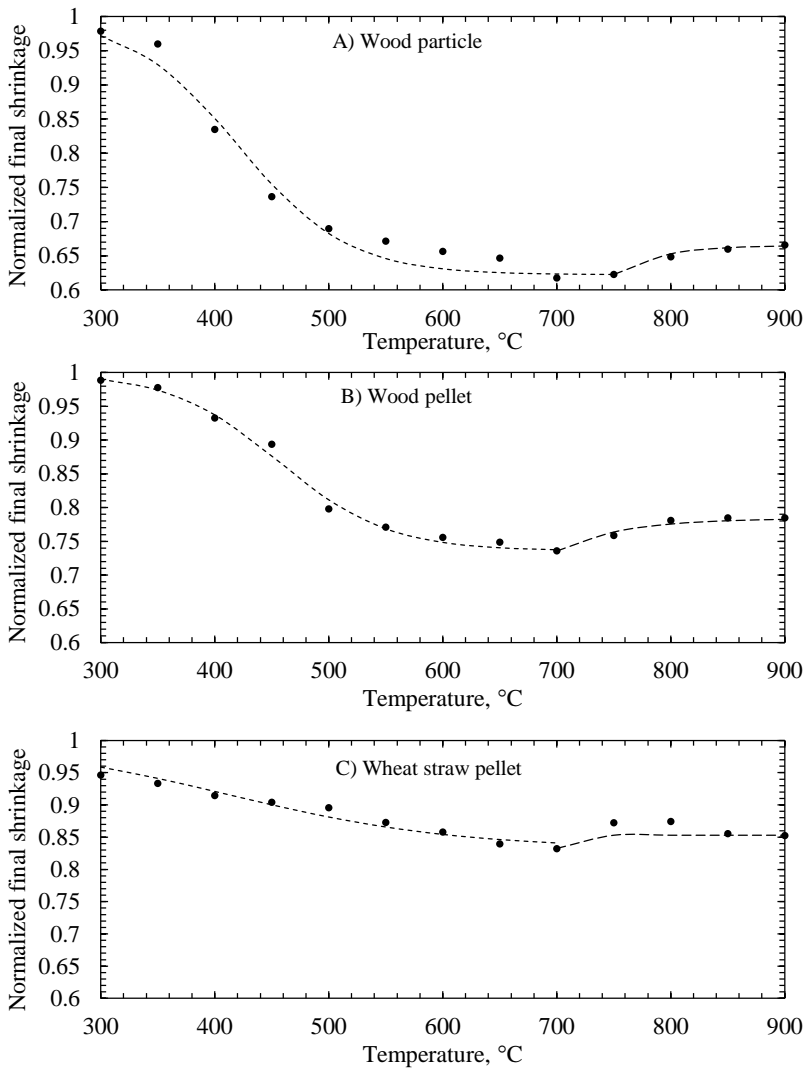 A) Wood particle
Normalized final shrinkage
1
0.95
0.9
0.85
0.8
0.75
0.7
0.65
0.6
300 400 500 600 700 800 900
Temperature, °C
B) Wood pellet
Normalized final shrinkage
1
0.95
0.9
0.85
0.8
0.75
0.7
0.65
0.6
300 400 500 600 700 800 900
Temperature, °C
C) Wheat straw pellet
Normalized final shrinkage
1
0.95
0.9
0.85
0.8
0.75
0.7
0.65
0.6
300 400 500 600 700 800 900
Temperature, °C